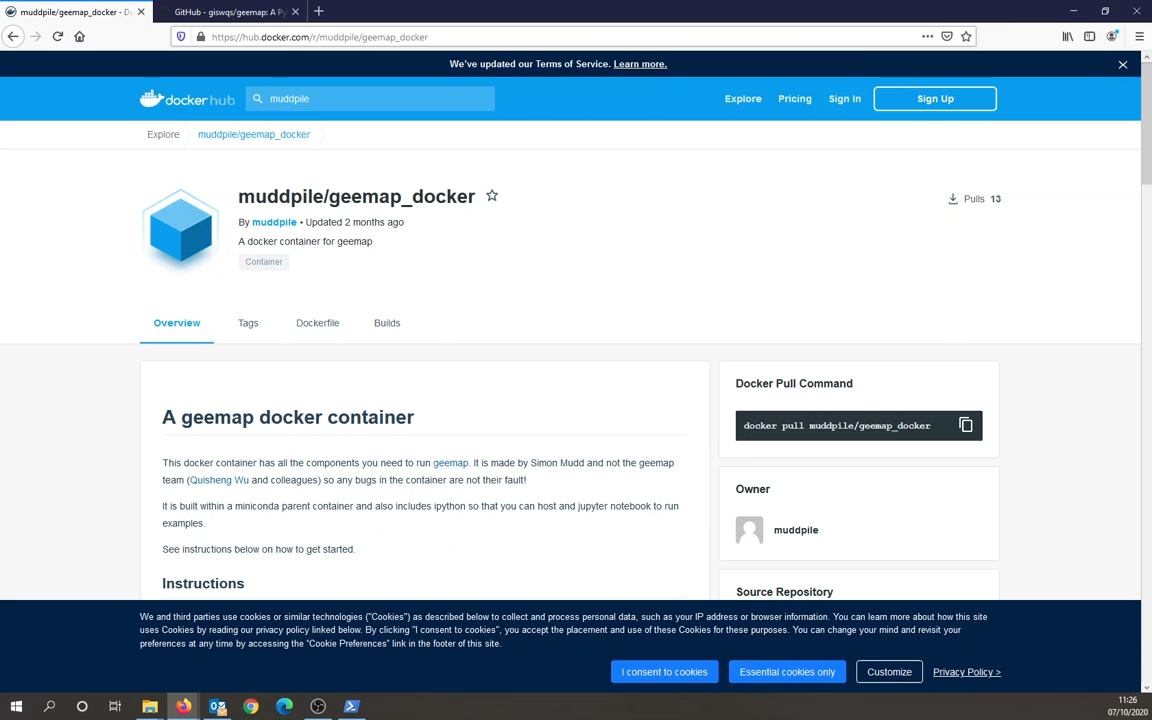 muddpile/geemap_docker - Do
GitHub - giswqs/geemap: A Py
https://hub.docker.com/r/muddpile/geemap_docker
We've updated our Terms of Service. Learn more.
docker hub
muddpile
Explore
Pricing
Sign In
Sign Up
Explore
muddpile/geemap_docker
muddpile/geemap_docker
Pulls 13
By muddpile • Updated 2 months ago
A docker container for geemap
Container
Overview
Tags
Dockerfile
Builds
A geemap docker container
This docker container has all the components you need to run geemap. It is made by Simon Mudd and not the geemap
team (Quisheng Wu and colleagues) so any bugs in the container are not their fault!
It is built within a miniconda parent container and also includes ipython so that you can host and jupyter notebook to run
examples.
See instructions below on how to get started.
Instructions
Docker Pull Command
docker pull muddpile/geemap_docker
Owner
muddpile
Source Repository
We and third parties use cookies or similar technologies ("Cookies") as described below to collect and process personal data, such as your IP address or browser information. You can learn more about how this site
uses Cookies by reading our privacy policy linked below. By clicking "I consent to cookies", you accept the placement and use of these Cookies for these purposes. You can change your mind and revisit your
preferences at any time by accessing the "Cookie Preferences" link in the footer of this site.
I consent to cookies
Essential cookies only
Customize
Privacy Policy >
11:26
07/10/2020